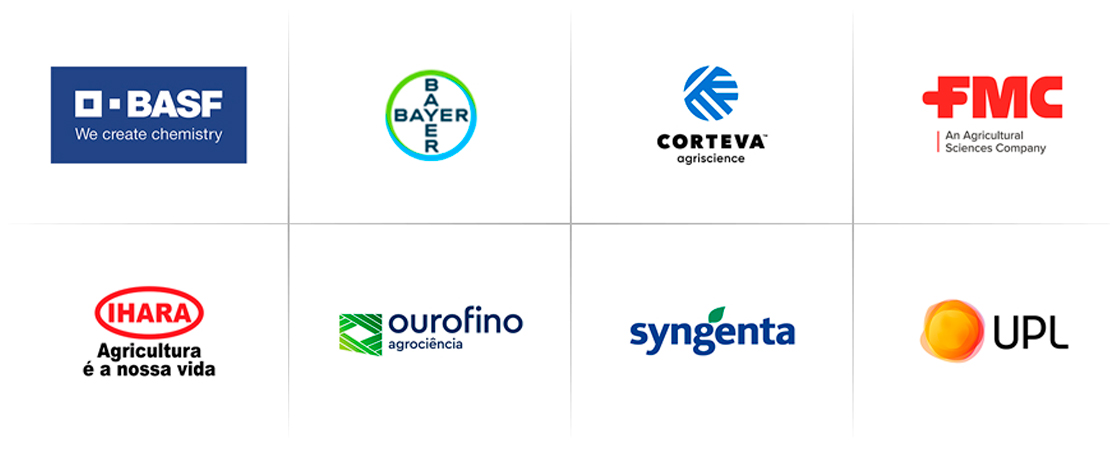 BASF
We create chemistry
BAYER
BAYER
CORTEVA™
agriscience
FMC
An Agricultural
Sciences Company
IHARA
Agricultura
é a nossa vida
ourofino
agrociência
syngenta
UPL